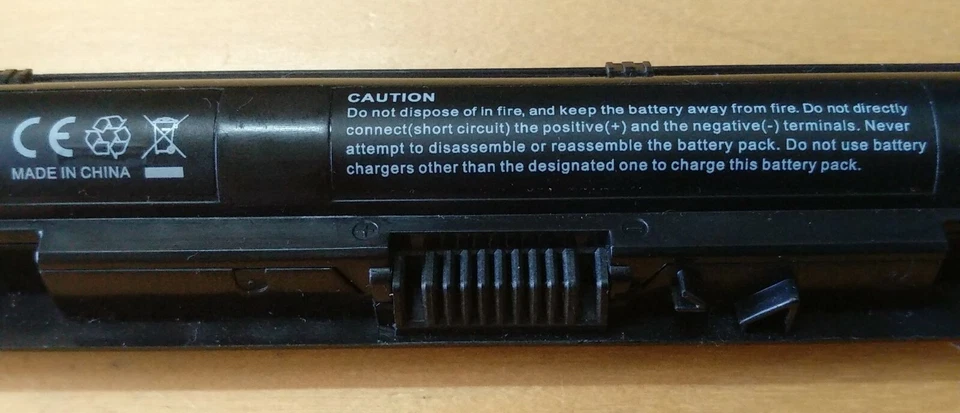 CE
MADE IN CHINA
CAUTION
Do not dispose of in fire, and keep the battery away from fire. Do not directly
connect(short circuit) the positive(+) and the negative(-) terminals. Never
attempt to disassemble or reassemble the battery pack. Do not use battery
chargers other than the designated one to charge this battery pack.
+
-